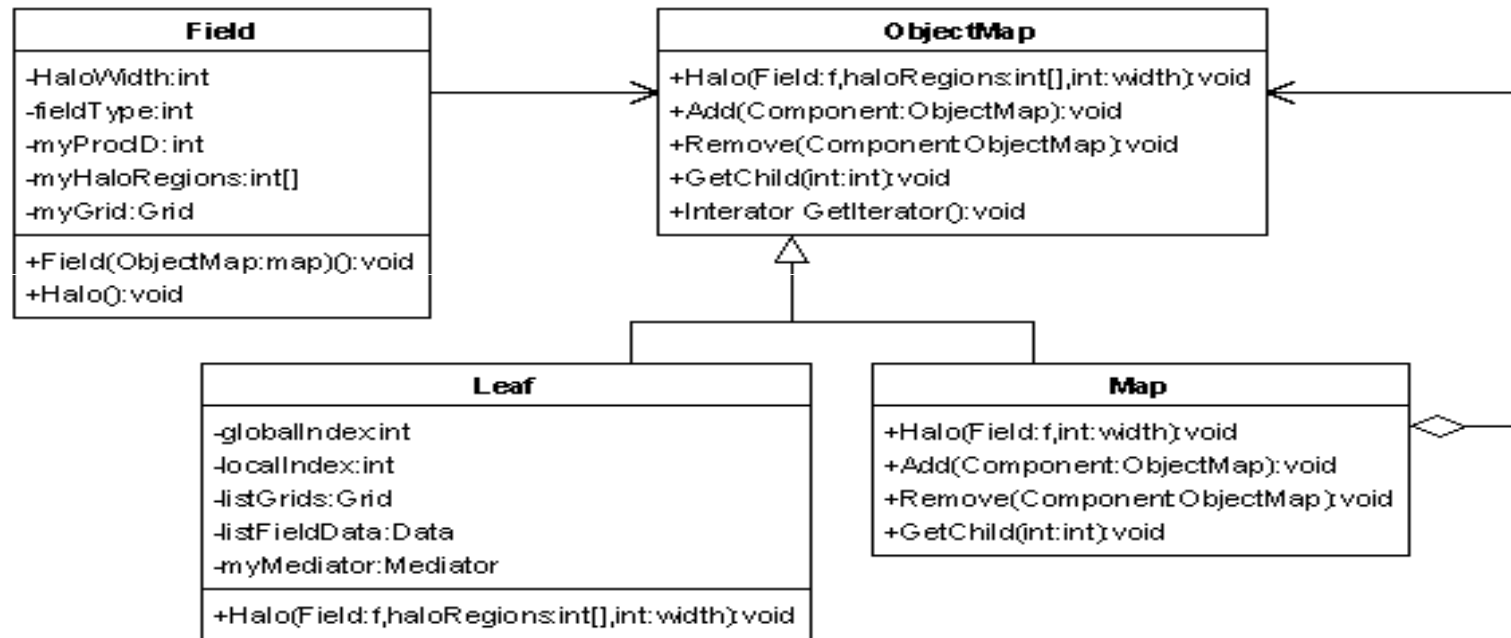 Field
-HaloWidth:int
-fieldType:int
-myProcID:int
-myHaloRegions:int[]
-myGrid:Grid
+Field(ObjectMap:map)():void
+Halo():void
ObjectMap
+Halo(Field:f,haloRegions:int[],int:width):void
+Add(Component:ObjectMap):void
+Remove(Component:ObjectMap):void
+GetChild(int:int):void
+Interator GetIterator():void
Leaf
-globalIndex:int
-localIndex:int
-listGrids:Grid
-listFieldData:Data
-myMediator:Mediator
+Halo(Field:f,haloRegions:int[],int:width):void
Map
+Halo(Field:f,int:width):void
+Add(Component:ObjectMap):void
+Remove(Component:ObjectMap):void
+GetChild(int:int):void